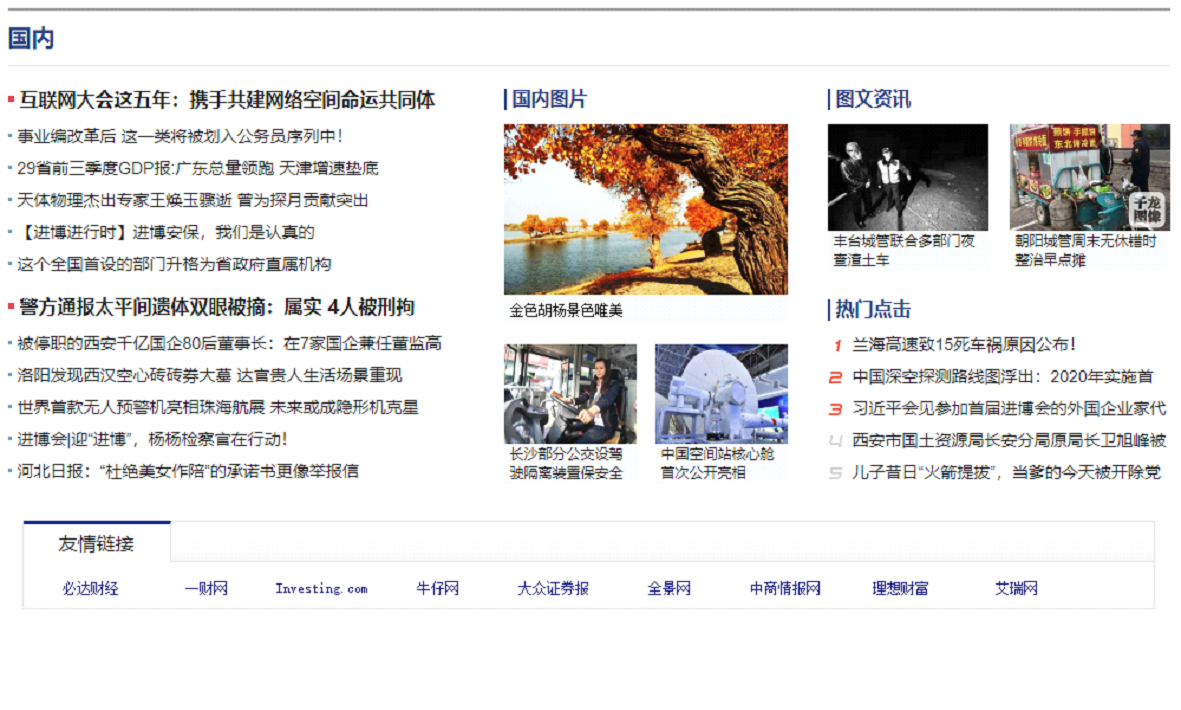 国内
互联网大会这五年：携手共建网络空间命运共同体
事业编改革后 这一类将被划入公务员序列中!
29省前三季度GDP报:广东总量领跑 天津增速垫底
天体物理杰出专家王焕玉骤逝 曾为探月贡献突出
【进博进行时】进博安保，我们是认真的
这个全国首设的部门升格为省政府直属机构
警方通报太平间遗体双眼被摘：属实 4人被刑拘
被停职的西安千亿国企80后董事长：在7家国企兼任董监高
洛阳发现西汉空心砖砖券大墓 达官贵人生活场景重现
世界首款无人预警机亮相珠海航展 未来或成隐形机克星
进博会|迎“进博”，杨杨检察官在行动!
河北日报：“杜绝美女作陪”的承诺书更像举报信
国内图片
金色胡杨景色唯美
长沙部分公交设驾
驶隔离装置保安全
中国空间站核心舱
首次公开亮相
图文资讯
丰台城管联合多部门夜
查渣土车
东北烤冷面
千龙
图像
朝阳城管周末无休错时
整治早点摊
热门点击
1 兰海高速致15死车祸原因公布!
2 中国深空探测路线图浮出：2020年实施首
3 习近平会见参加首届进博会的外国企业家代
4 西安市国土资源局长安分局原局长卫旭峰被
5 儿子昔日“火箭提拔”，当爹的今天被开除党
友情链接
必达财经 一财网 Investing.com 牛仔网 大众证券报 全景网 中商情报网 理想财富 艾瑞网